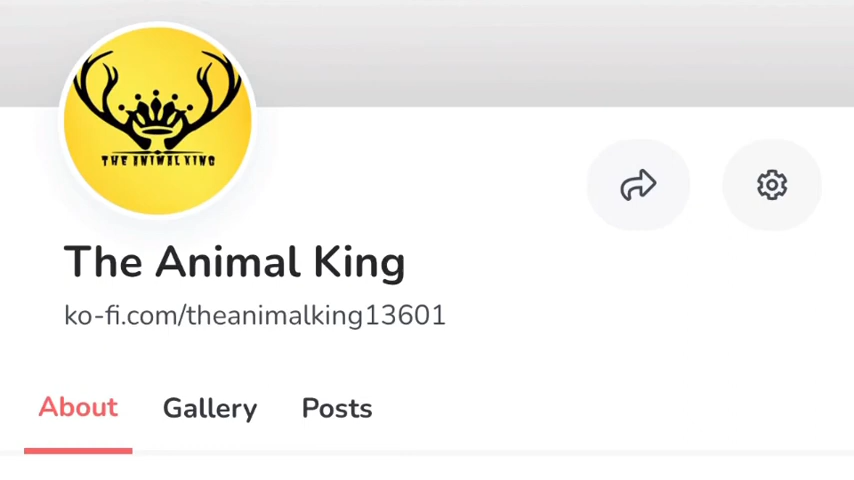 THE ANIMAL KING
The Animal King
ko-fi.com/theanimalking13601
About Gallery Posts